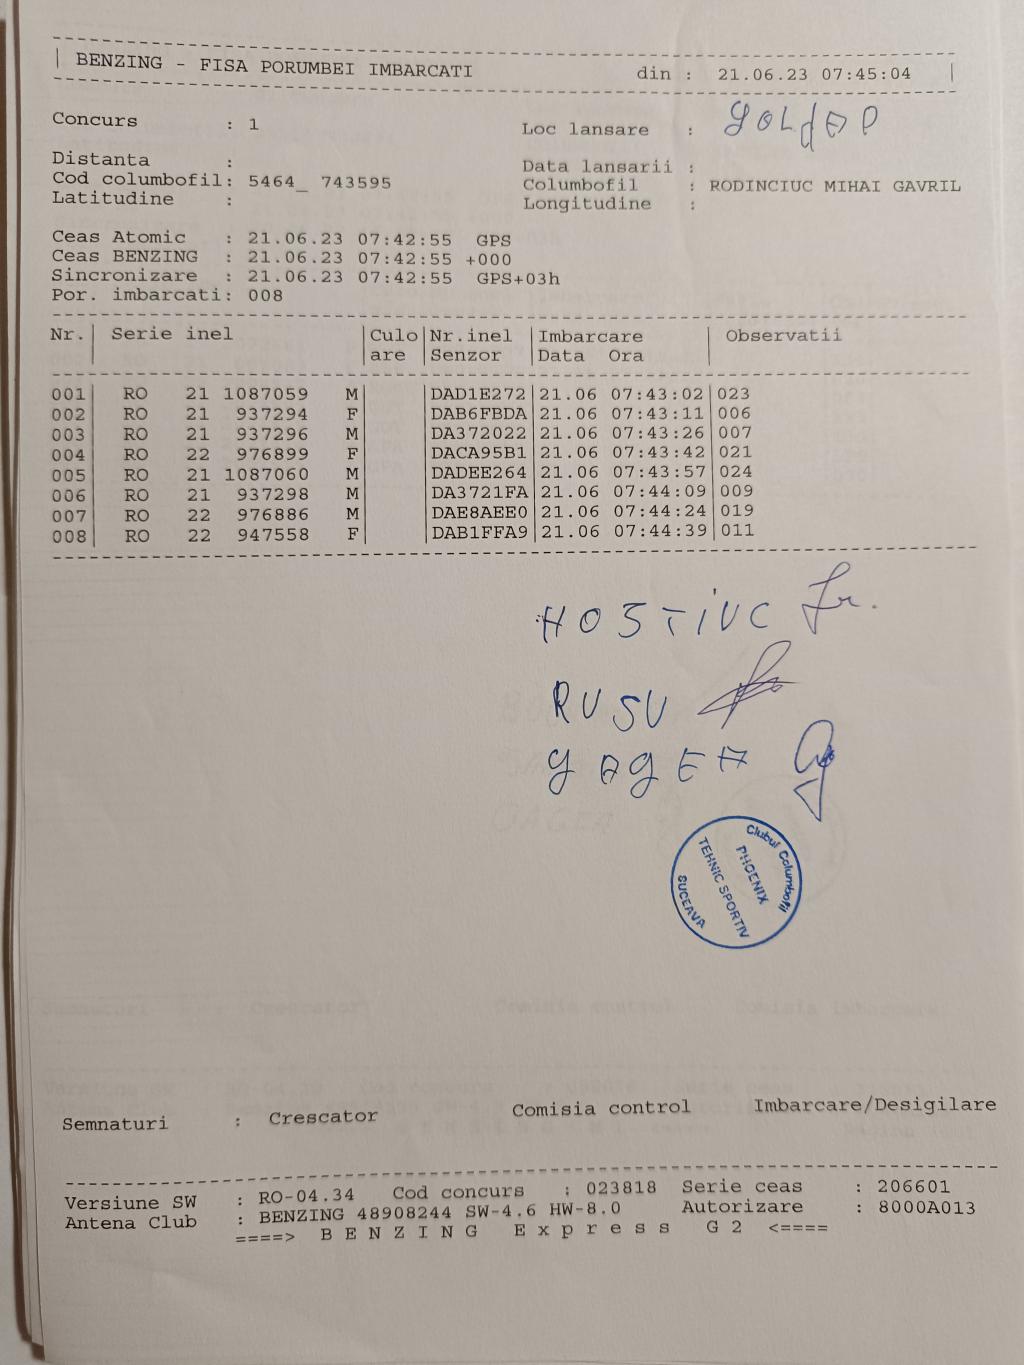 BENZING - FISA PORUMBEI IMBARCATI din : 21.06.23 07:45:04
Concurs : 1 Loc lansare : GOLDAP
Distanta : Data lansarii :
Cod columbofil: 5464_ 743595 Columbofil : RODINCIUC MIHAI GAVRIL
Latitudine : Longitudine :
Ceas Atomic : 21.06.23 07:42:55 GPS
Ceas BENZING : 21.06.23 07:42:55 +000
Sincronizare : 21.06.23 07:42:55 GPS+03h
Por. imbarcati: 008
Nr.| Serie inel |Culo|Nr.inel |Imbarcare | Observatii
| |are |Senzor |Data Ora |
001| RO 21 1087059 M| |DAD1E272|21.06 07:43:02|023
002| RO 21 937294 F| |DAB6FBDA|21.06 07:43:11|006
003| RO 21 937296 M| |DA372022|21.06 07:43:26|007
004| RO 22 976899 F| |DACA95B1|21.06 07:43:42|021
005| RO 21 1087060 M| |DADEE264|21.06 07:43:57|024
006| RO 21 937298 M| |DA3721FA|21.06 07:44:09|009
007| RO 22 976886 M| |DAE8AEE0|21.06 07:44:24|019
008| RO 22 947558 F| |DAB1FFA9|21.06 07:44:39|011
HOSTIUC
RUSU
GAGEA
Clubul Columbofil
PHOENIX
TEHNIC SPORTIV
SUCEAVA
Semnaturi : Crescator Comisia control Imbarcare/Desigilare
Versiune SW : RO-04.34 Cod concurs : 023818 Serie ceas : 206601
Antena Club : BENZING 48908244 SW-4.6 HW-8.0 Autorizare : 8000A013
====> B E N Z I N G E x p r e s s G 2 <====